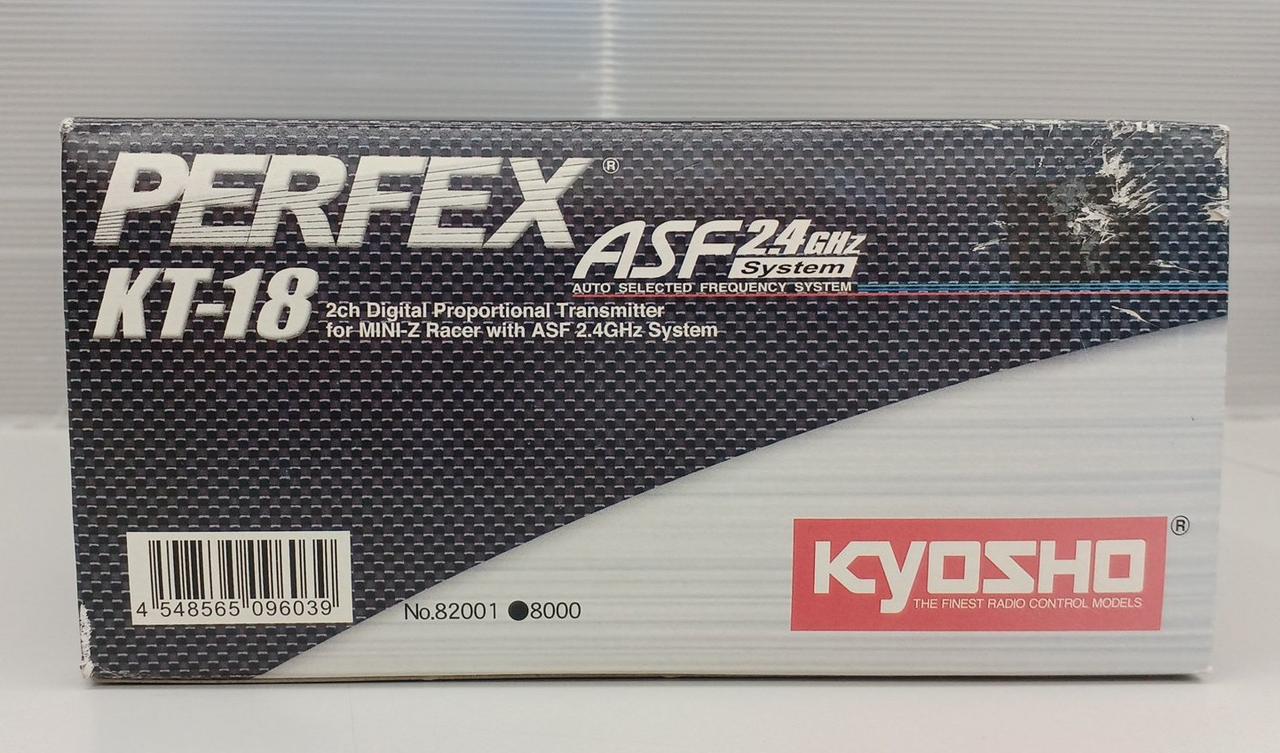 PERFEX®
ASF 2.4GHz
System
AUTO SELECTED FREQUENCY SYSTEM
KT-18
2ch Digital Proportional Transmitter
for MINI-Z Racer with ASF 2.4GHz System
4 548565 096039
No.82001 ●8000
KYOSHO®
THE FINEST RADIO CONTROL MODELS